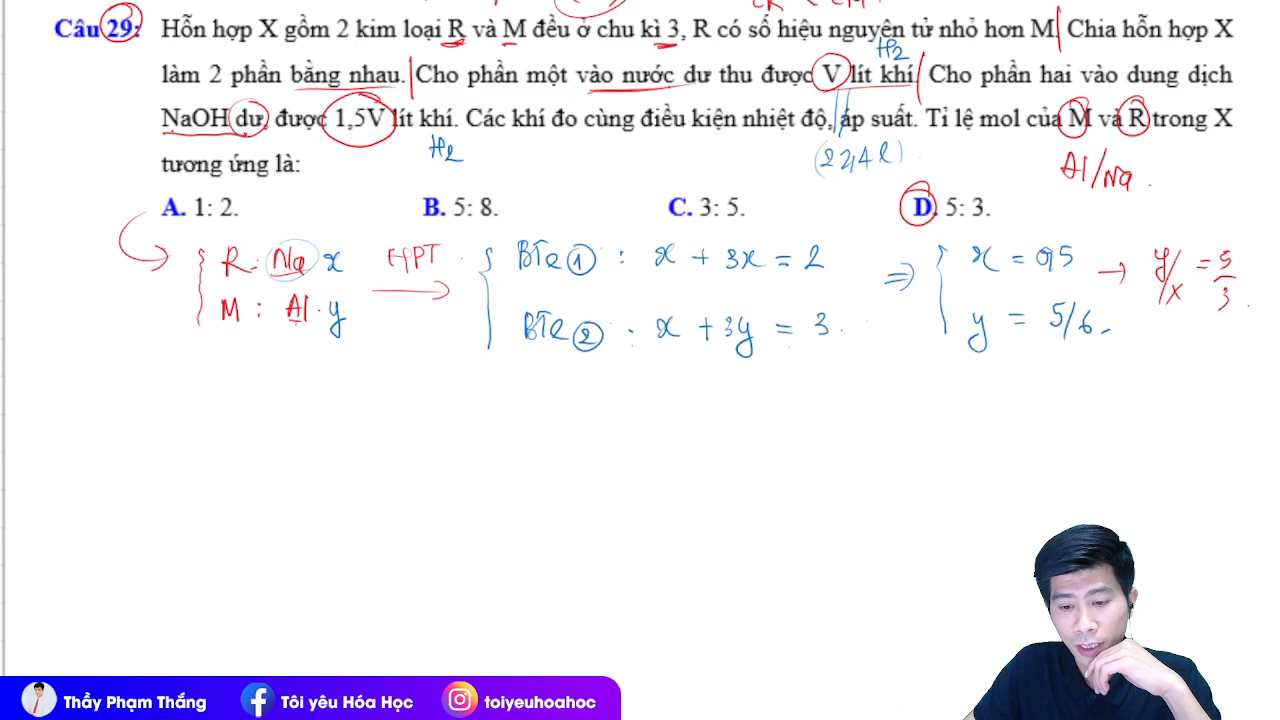 Câu 29: Hỗn hợp X gồm 2 kim loại R và M đều ở chu kì 3, R có số hiệu nguyên tử nhỏ hơn M. Chia hỗn hợp X
H2
làm 2 phần bằng nhau. Cho phần một vào nước dư thu được V lít khí. Cho phần hai vào dung dịch
NaOH dư, được 1,5V lít khí. Các khí đo cùng điều kiện nhiệt độ, áp suất. Tỉ lệ mol của M và R trong X
H2 (22,4 l)
tương ứng là: Al/Na.
A. 1: 2. B. 5: 8. C. 3: 5. D. 5: 3.
R: Na x BTe 1 : x + 3x = 2 => x = 0,5 → y/x = 5/3.
M: Al. y BTe 2 : x + 3y = 3. y = 5/6
Thầy Phạm Thắng Tôi yêu Hóa Học toiyeuhoahoc